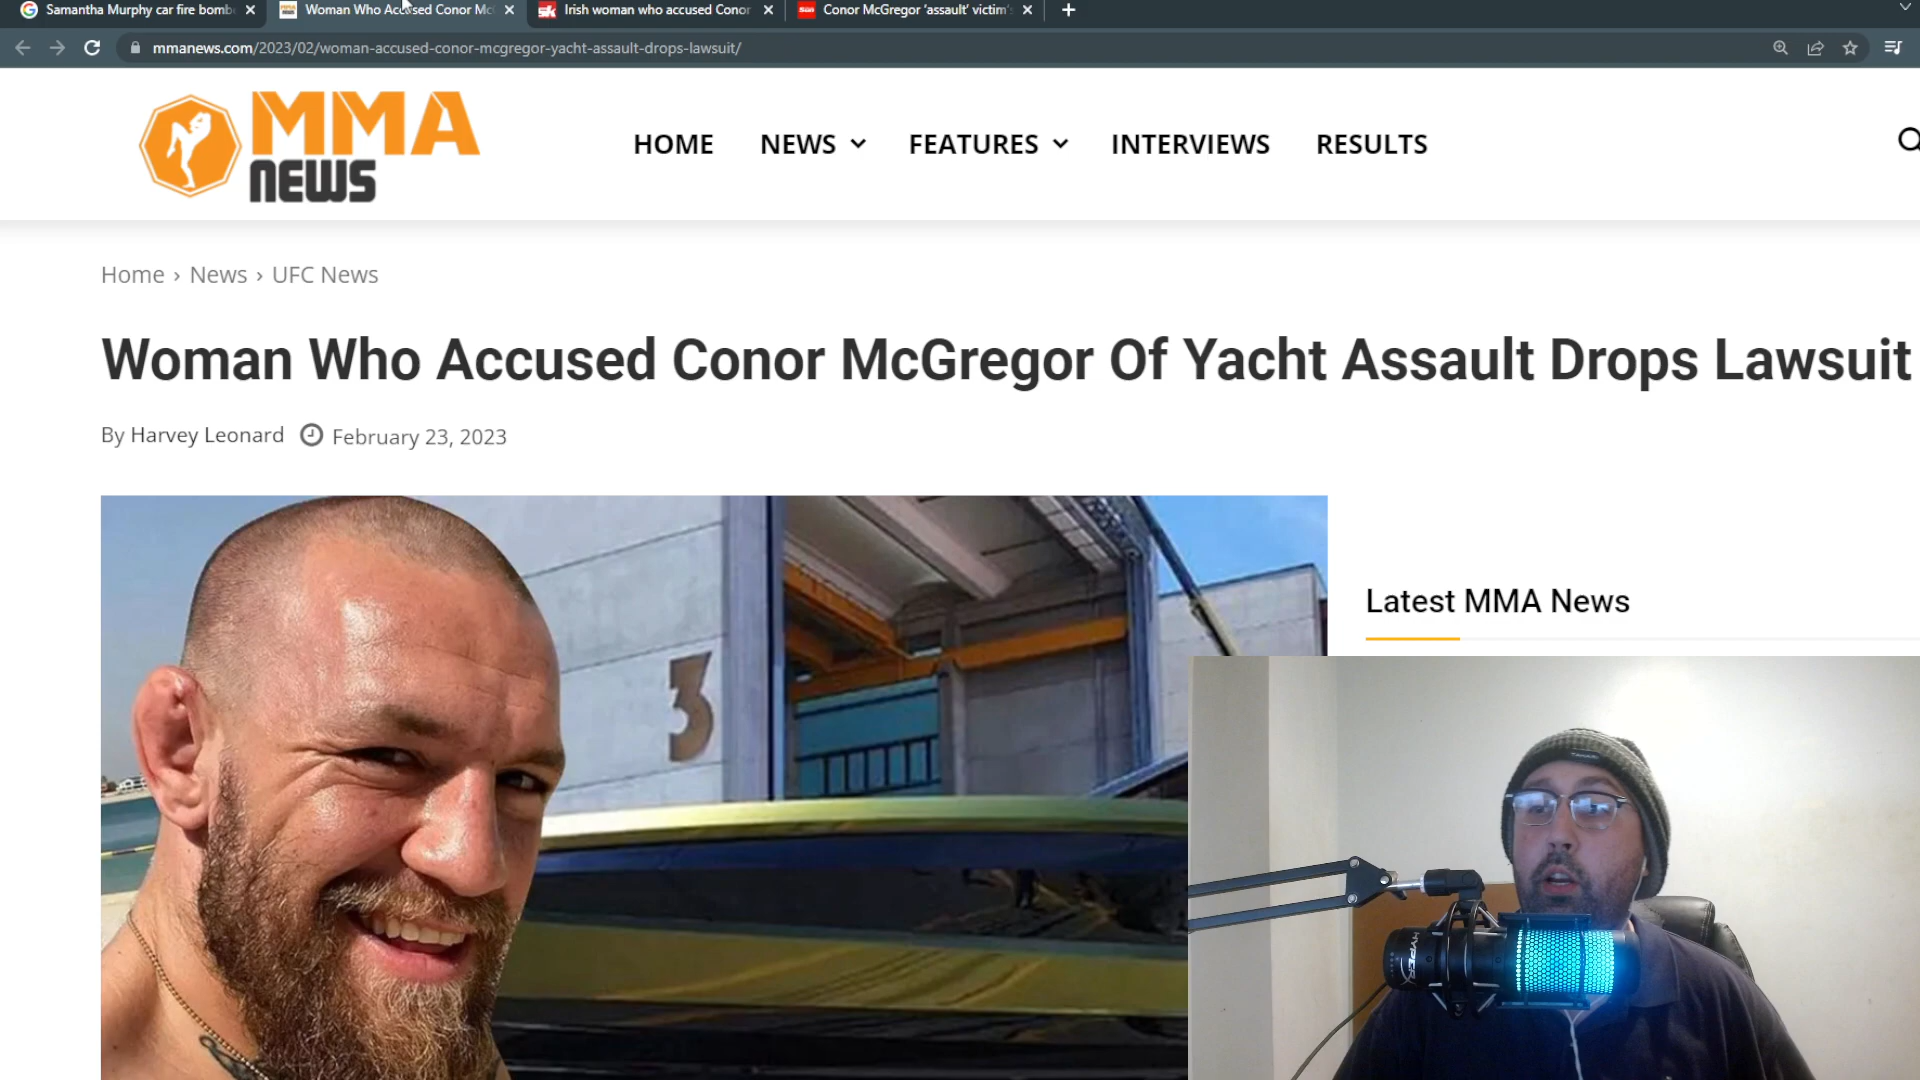 Samantha Murphy car fire bomb
Woman Who Accused Conor Mc
Irish woman who accused Conor
Conor McGregor 'assault' victim's
mmanews.com/2023/02/woman-accused-conor-mcgregor-yacht-assault-drops-lawsuit/
MMA
NEWS
HOME
NEWS
FEATURES
INTERVIEWS
RESULTS
Home › News › UFC News
Woman Who Accused Conor McGregor Of Yacht Assault Drops Lawsuit
By Harvey Leonard
February 23, 2023
3
Latest MMA News
HYPERX